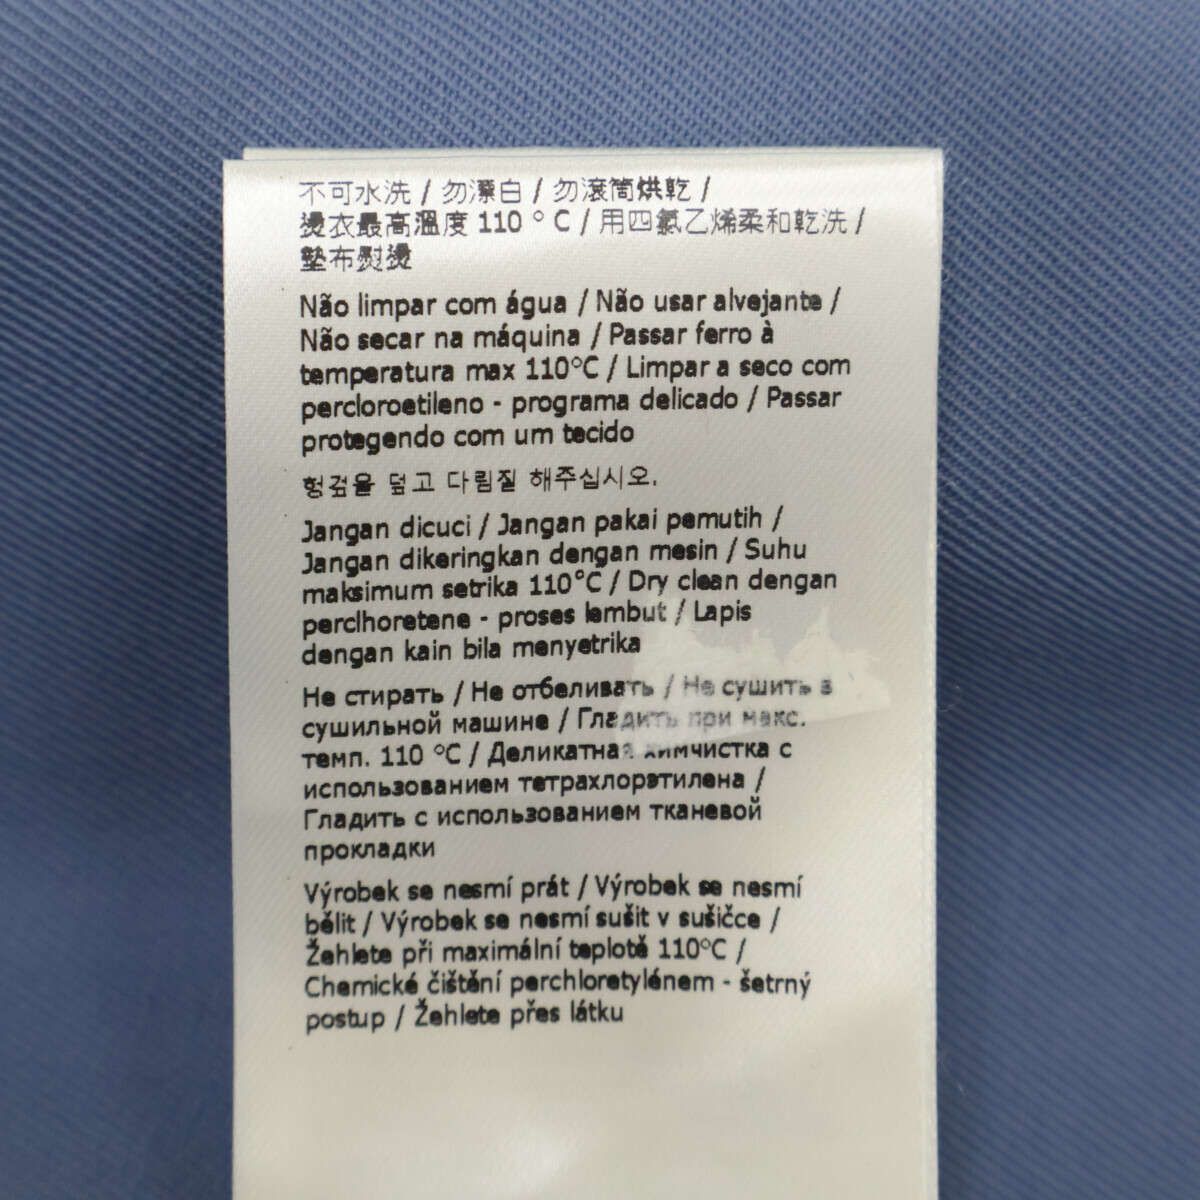 不可水洗 / 勿漂白 / 勿滾筒烘乾 /
燙衣最高溫度 110 ° C / 用四氯乙烯柔和乾洗 /
墊布熨燙
Não limpar com água / Não usar alvejante /
Não secar na máquina / Passar ferro à
temperatura max 110°C / Limpar a seco com
percloroetileno - programa delicado / Passar
protegendo com um tecido
헝겊을 덮고 다림질 해주십시오.
Jangan dicuci / Jangan pakai pemutih /
Jangan dikeringkan dengan mesin / Suhu
maksimum setrika 110°C / Dry clean dengan
perclhoretene - proses lembut / Lapis
dengan kain bila menyetrika
Не стирать / Не отбеливать / Не сушить в
сушильной машине / Гладить при макс.
темп. 110 °C / Деликатная химчистка с
использованием тетрахлорэтилена /
Гладить с использованием тканевой
прокладки
Výrobek se nesmí prát / Výrobek se nesmí
bělit / Výrobek se nesmí sušit v sušičce /
Žehlete při maximální teplotě 110°C /
Chemické čištění perchloretylénem - šetrný
postup / Žehlete přes látku